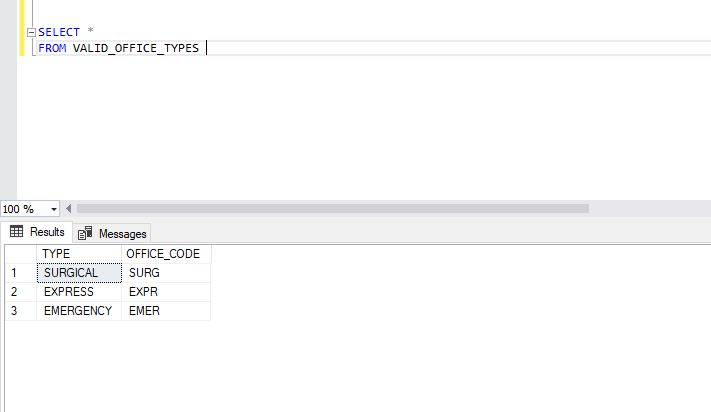 SELECT *
FROM VALID_OFFICE_TYPES
100 %
Results Messages
TYPE OFFICE_CODE
1 SURGICAL SURG
2 EXPRESS EXPR
3 EMERGENCY EMER